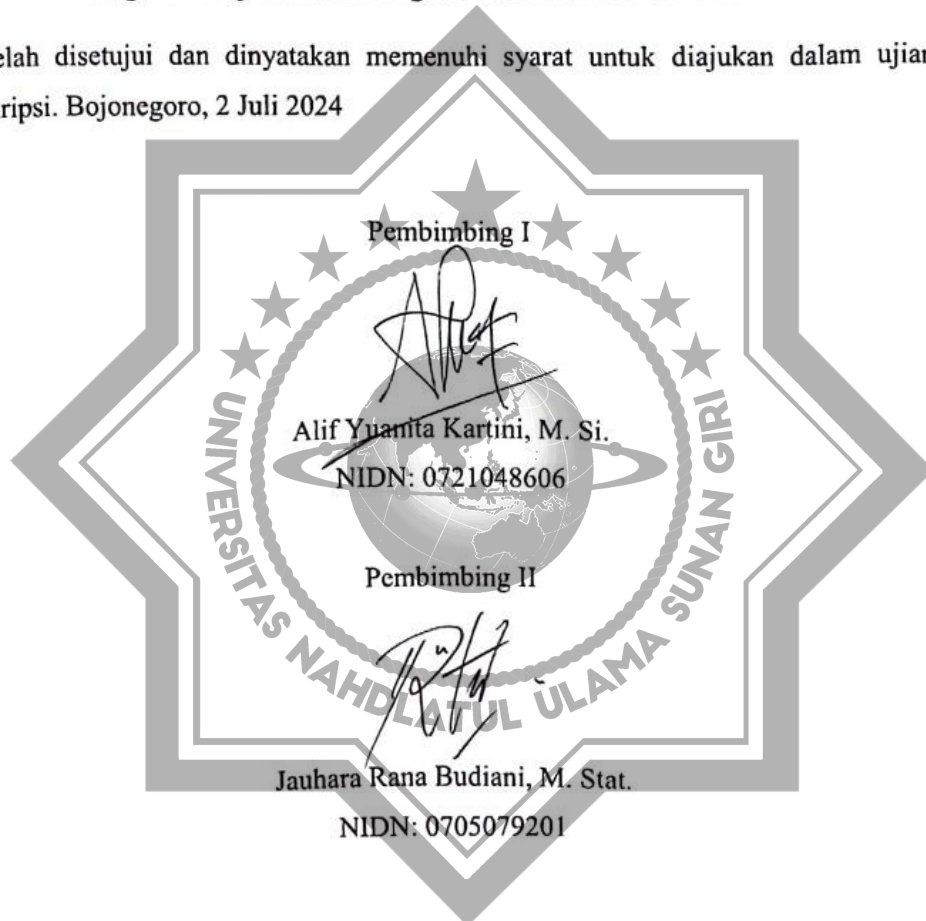 elah disetujui dan dinyatakan memenuhi syarat untuk diajukan dalam ujian
ripsi. Bojonegoro, 2 Juli 2024
Pembimbing I
Alif Yuanita Kartini, M. Si.
NIDN: 0721048606
Pembimbing II
Jauhara Rana Budiani, M. Stat.
NIDN: 0705079201
UNIVERSITAS NAHDLATUL ULAMA SUNAN GIRI